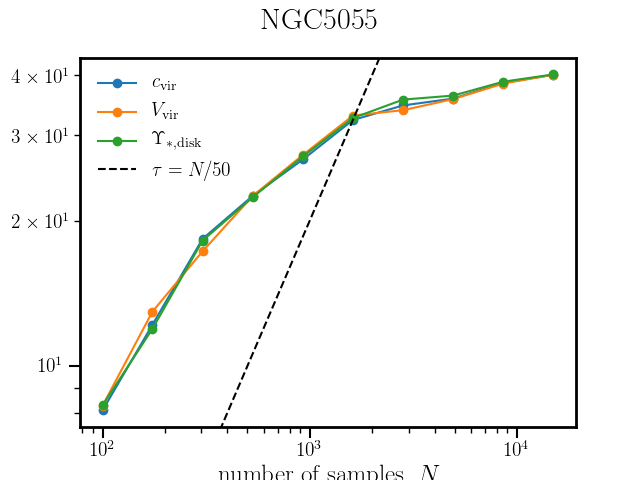 NGC5055
4 × 10¹
3 × 10¹
2 × 10¹
10¹
c_vir
V_vir
Υ_*,disk
τ = N/50
10² 10³ 10⁴
number of samples, N